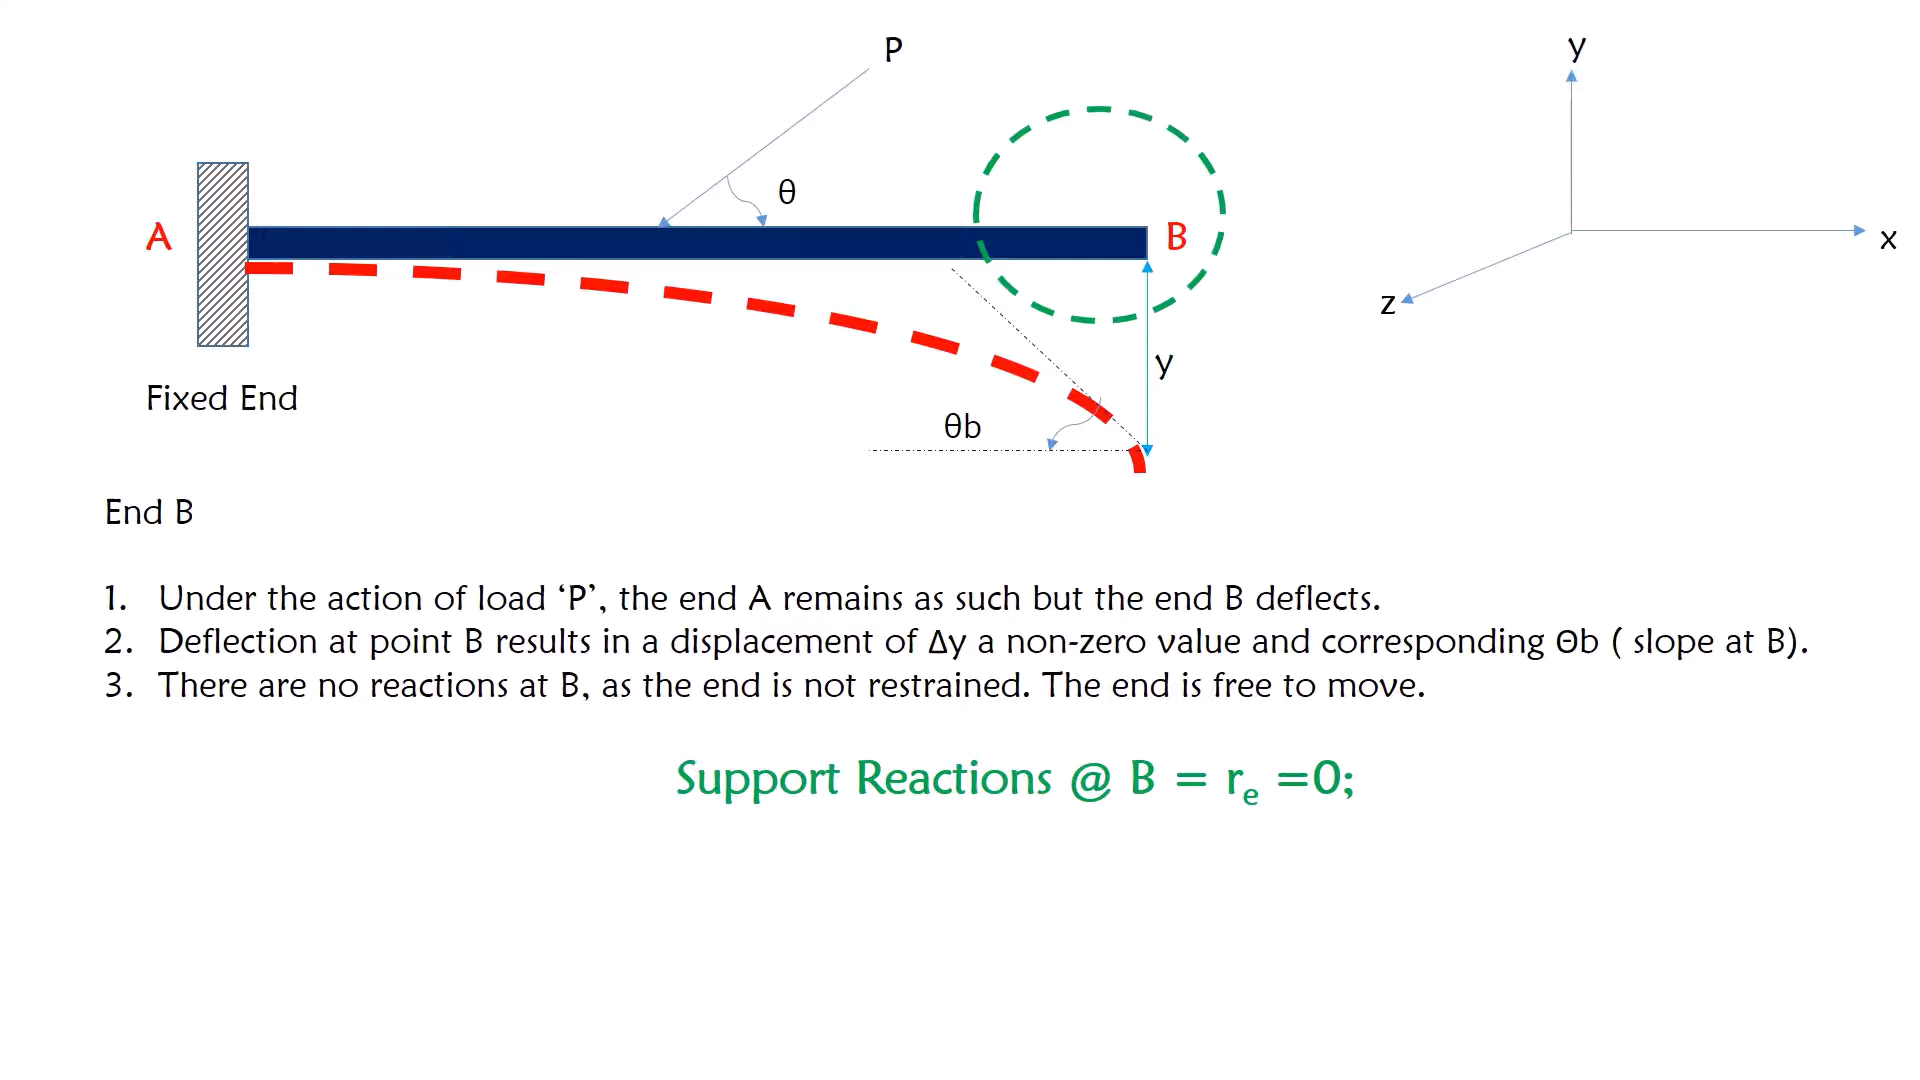 P
y
θ
A
B
x
z
y
Fixed End
θb
End B
1. Under the action of load ‘P’, the end A remains as such but the end B deflects.
2. Deflection at point B results in a displacement of Δy a non-zero value and corresponding Θb ( slope at B).
3. There are no reactions at B, as the end is not restrained. The end is free to move.
Support Reactions @ B = re =0;